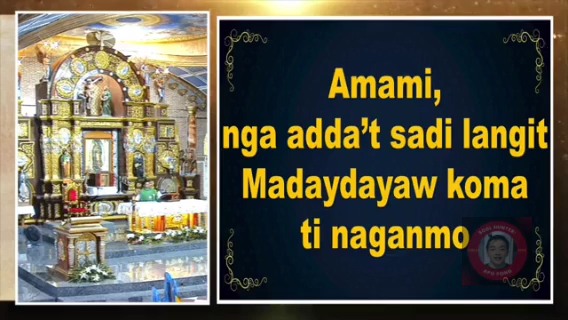 Amami,
nga adda't sadi langit
Madaydayaw koma
ti naganmo